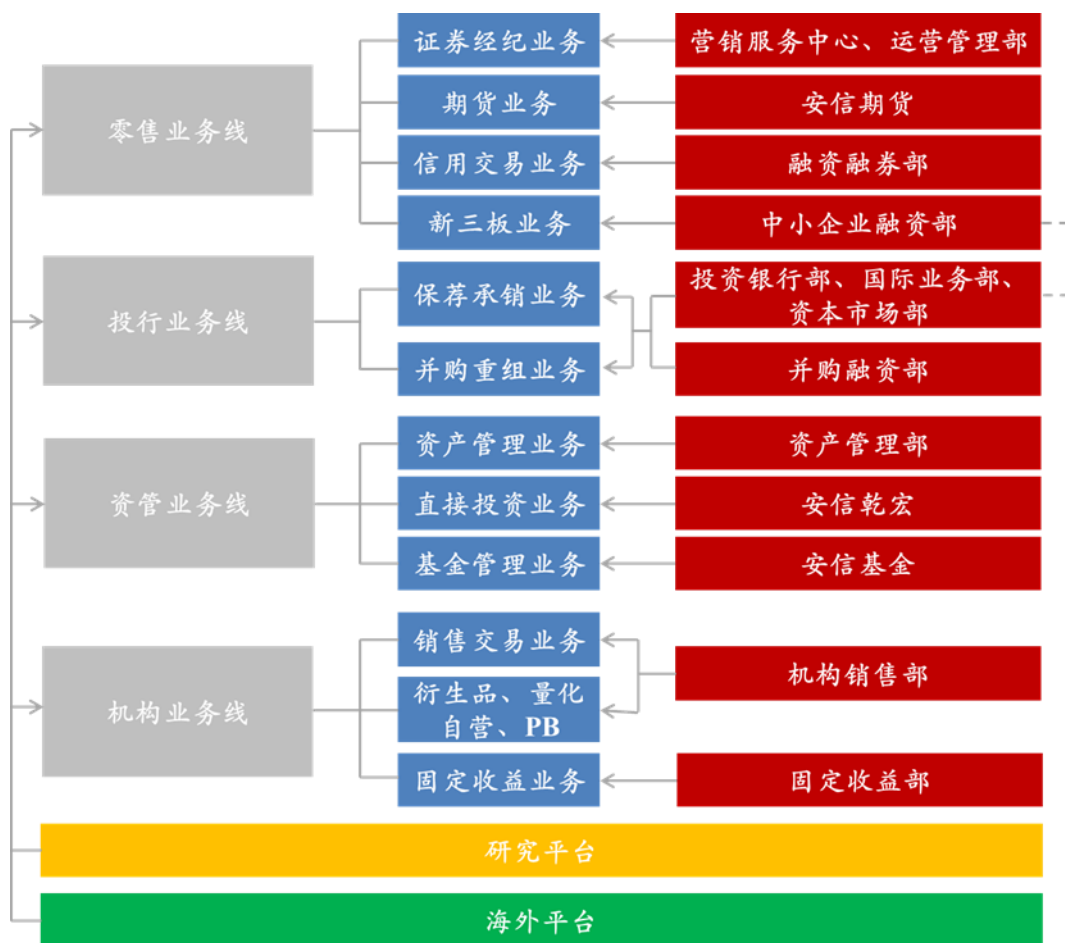 证券经纪业务
营销服务中心、运营管理部
零售业务线
期货业务
安信期货
信用交易业务
融资融券部
新三板业务
中小企业融资部
投行业务线
保荐承销业务
投资银行部、国际业务部、
资本市场部
并购重组业务
并购融资部
资管业务线
资产管理业务
资产管理部
直接投资业务
安信乾宏
基金管理业务
安信基金
机构业务线
销售交易业务
机构销售部
衍生品、量化
自营、PB
固定收益业务
固定收益部
研究平台
海外平台